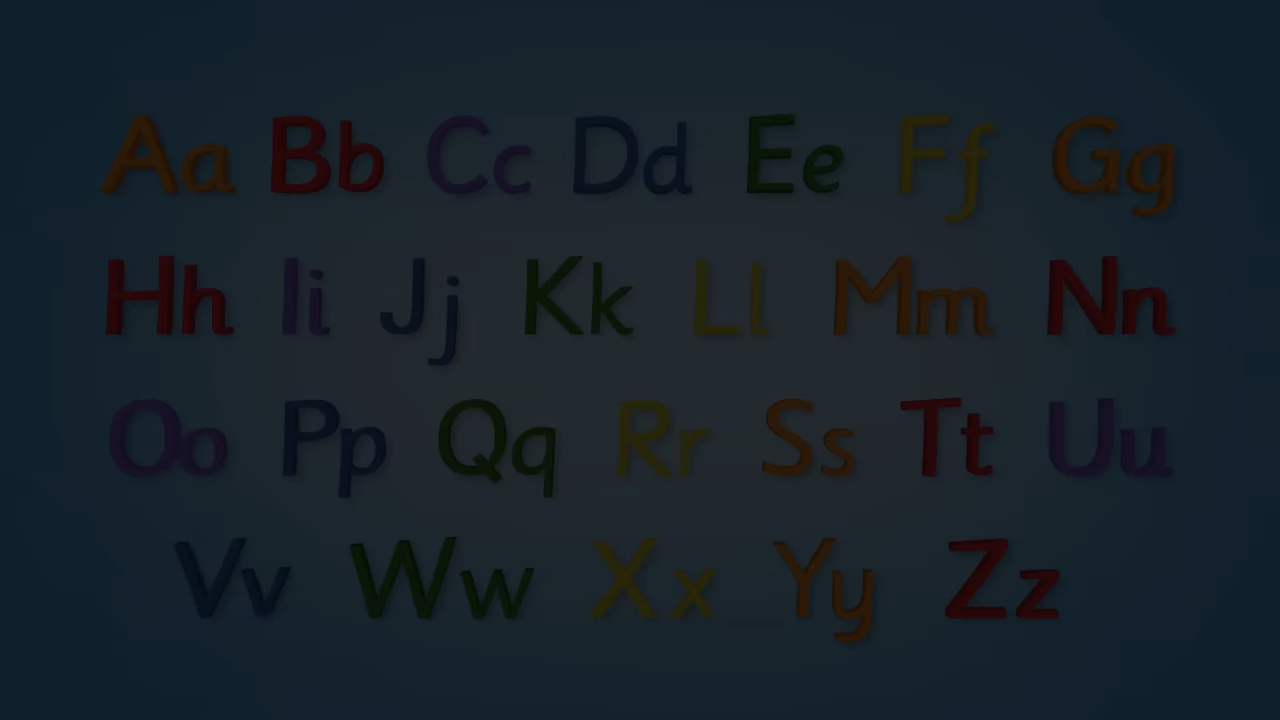 Aa Bb Cc Dd Ee Ff Gg
Hh Ii Jj Kk Ll Mm Nn
Oo Pp Qq Rr Ss Tt Uu
Vv Ww Xx Yy Zz